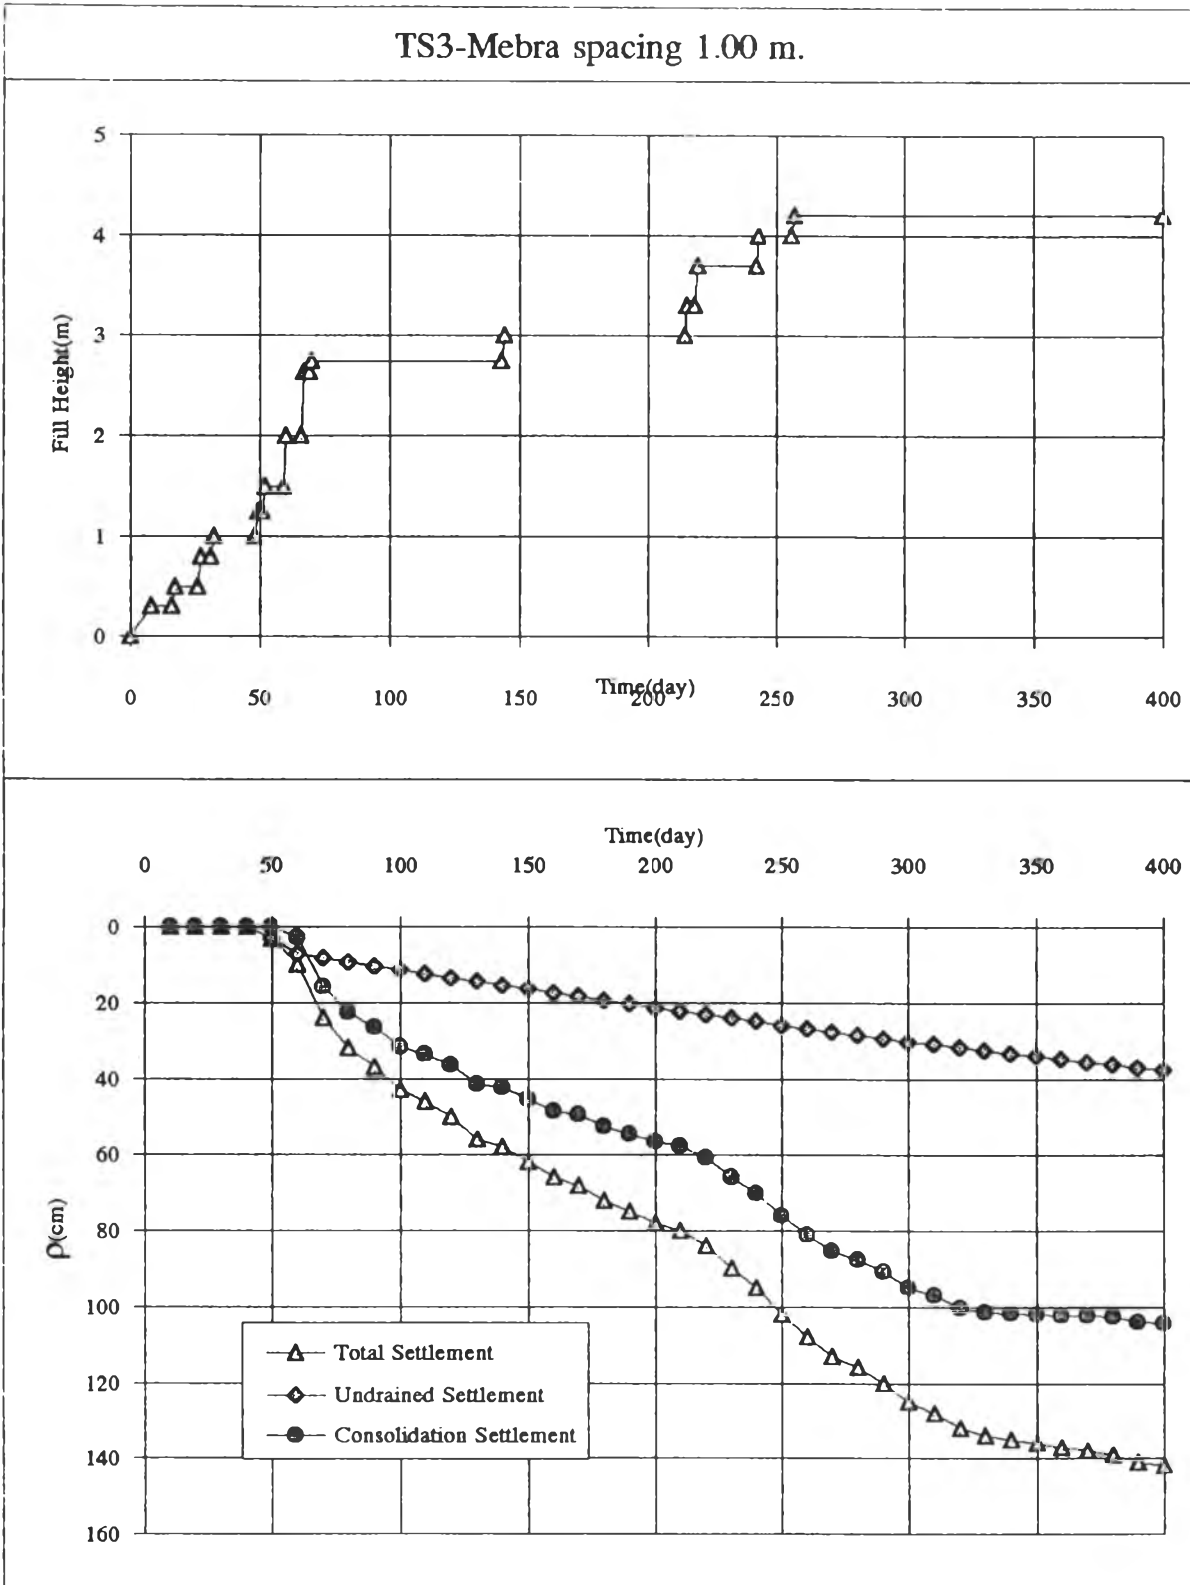 TS3-Mebra spacing 1.00 m.
5
4
3
2
1
0
Fill Height(m)
0 50 100 150 200 250 300 350 400
Time(day)
Time(day)
0 50 100 150 200 250 300 350 400
0
20
40
60
80
100
120
140
160
ρ(cm)
Total Settlement
Undrained Settlement
Consolidation Settlement